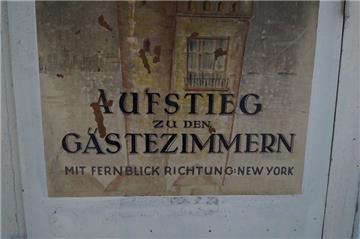 AUFSTIEG
ZU DEN
GÄSTEZIMMERN
MIT FERNBLICK RICHTUNG: NEW YORK